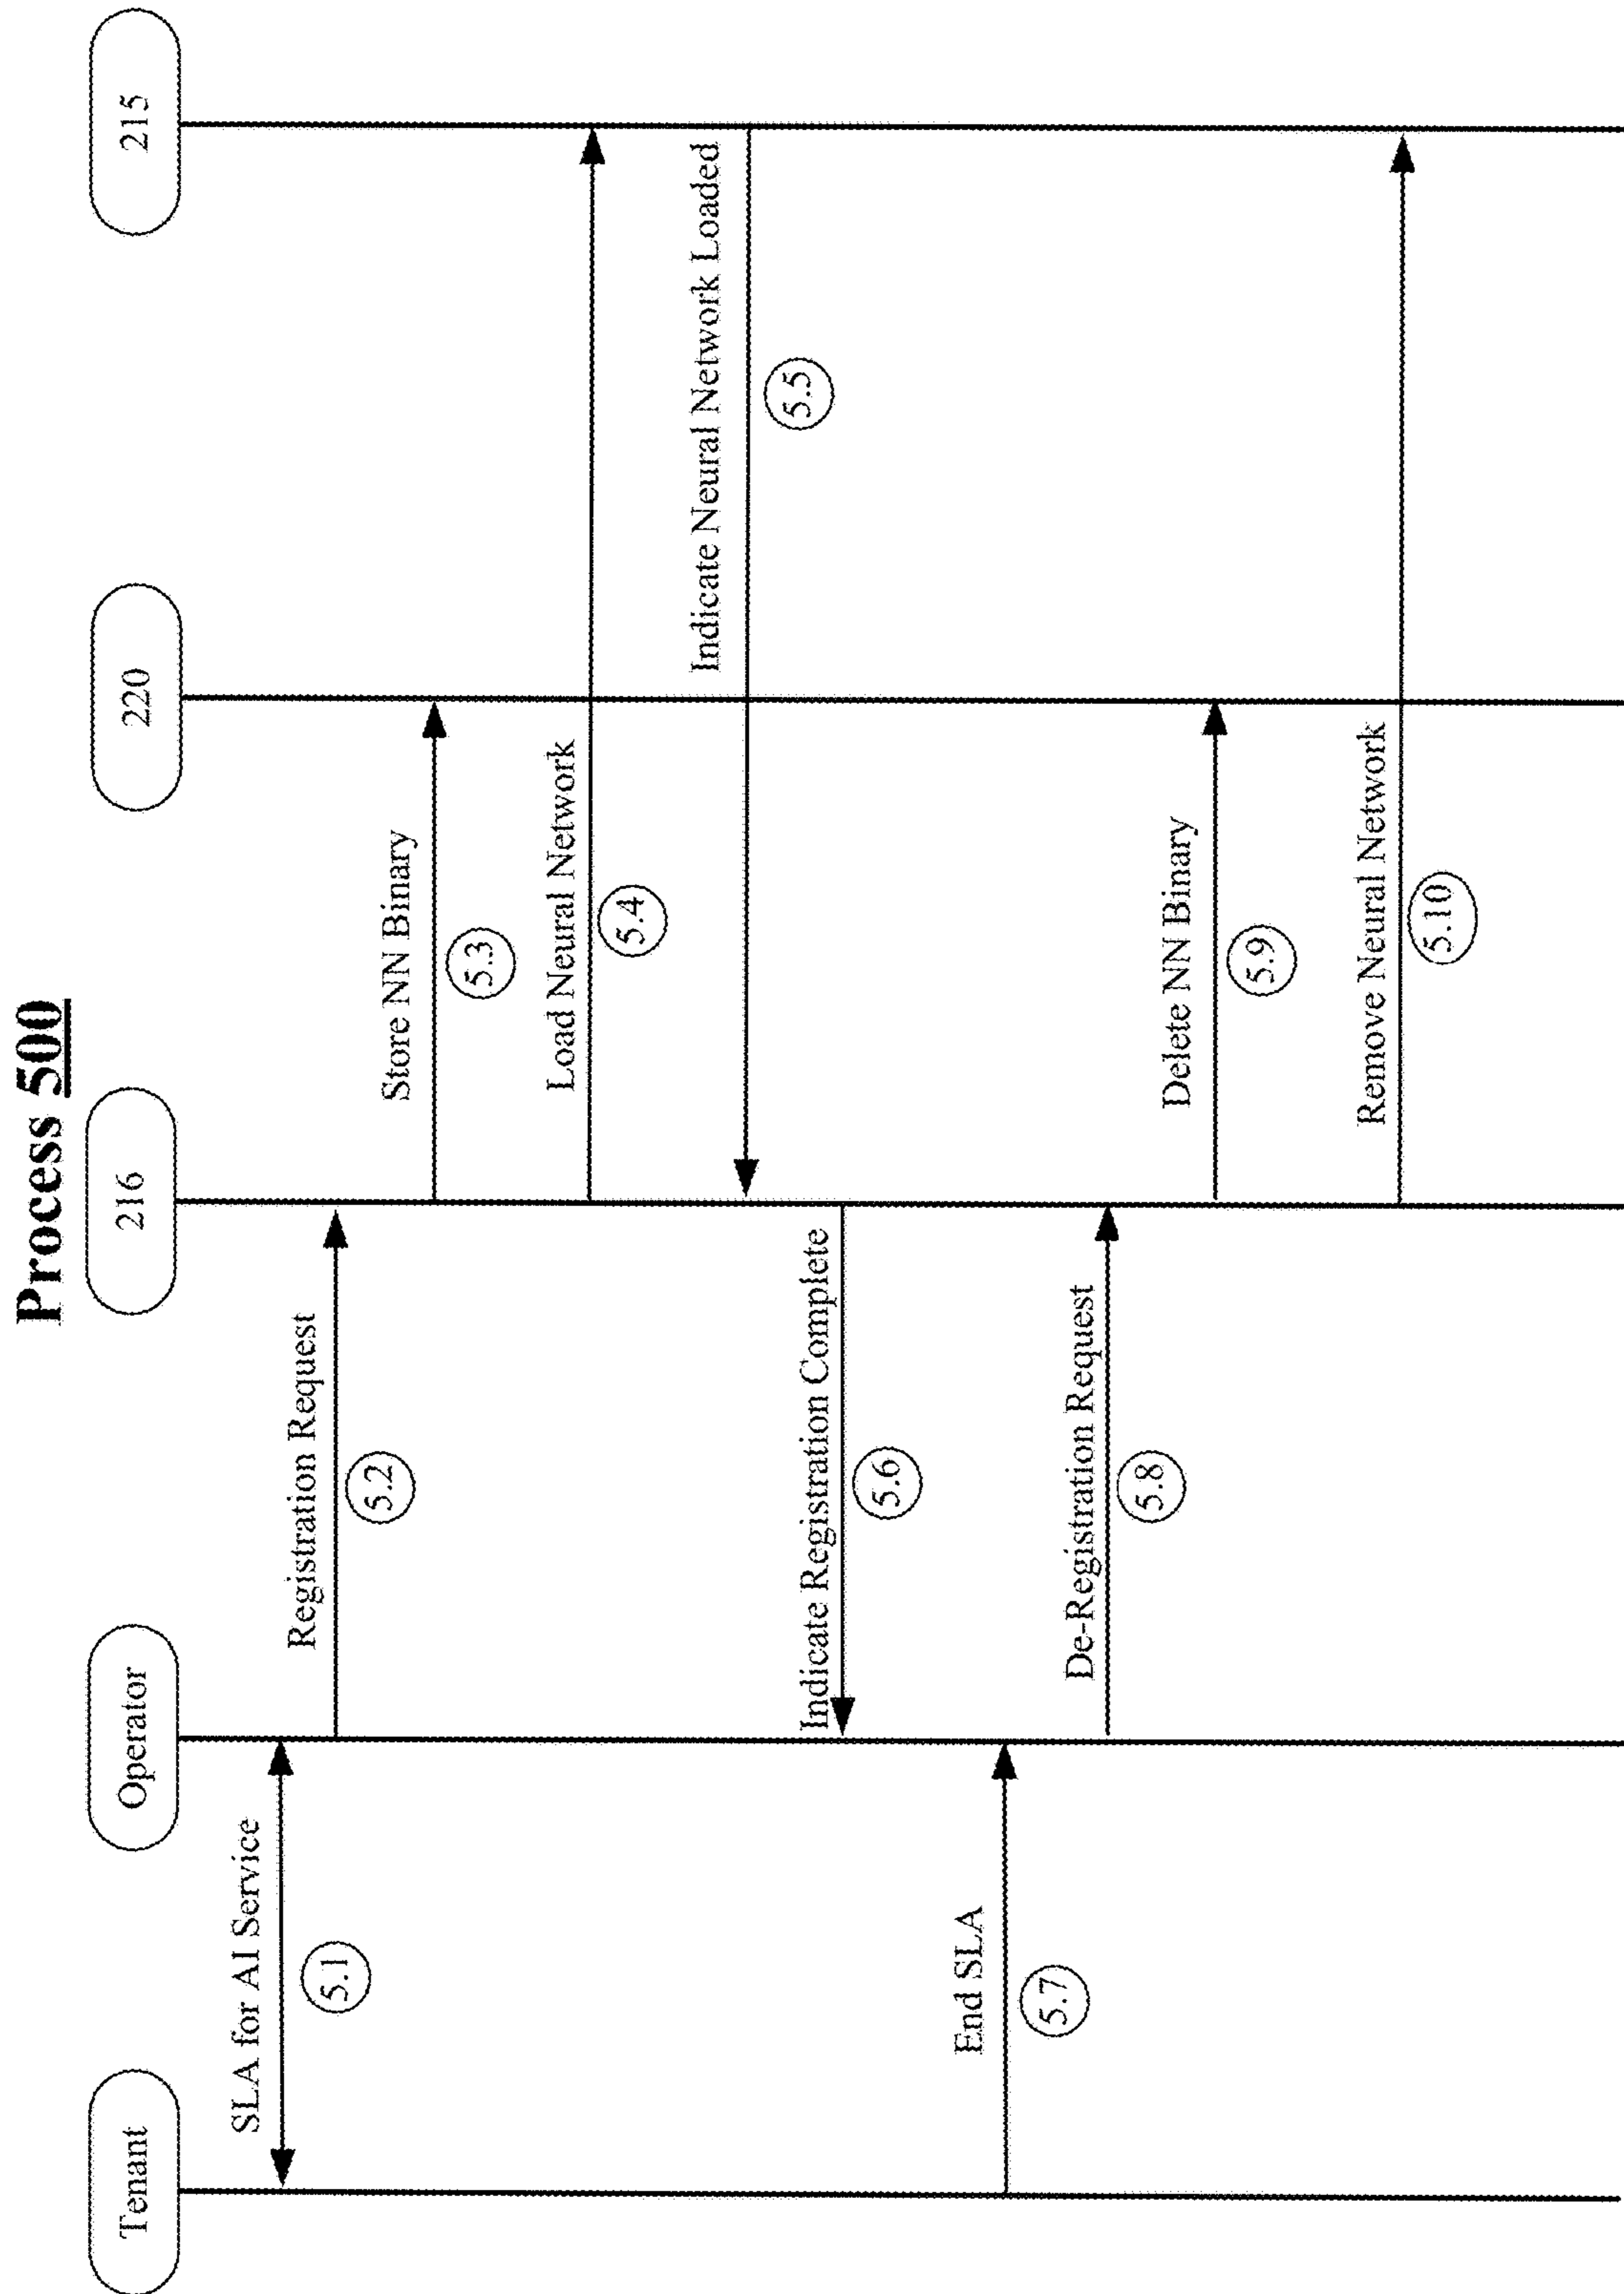 Process 500
Tenant
Operator
216
220
215
SLA for AI Service
5.1
Registration Request
5.2
Store NN Binary
5.3
Load Neural Network
5.4
Indicate Neural Network Loaded
5.5
Indicate Registration Complete
5.6
End SLA
5.7
De-Registration Request
5.8
Delete NN Binary
5.9
Remove Neural Network
5.10